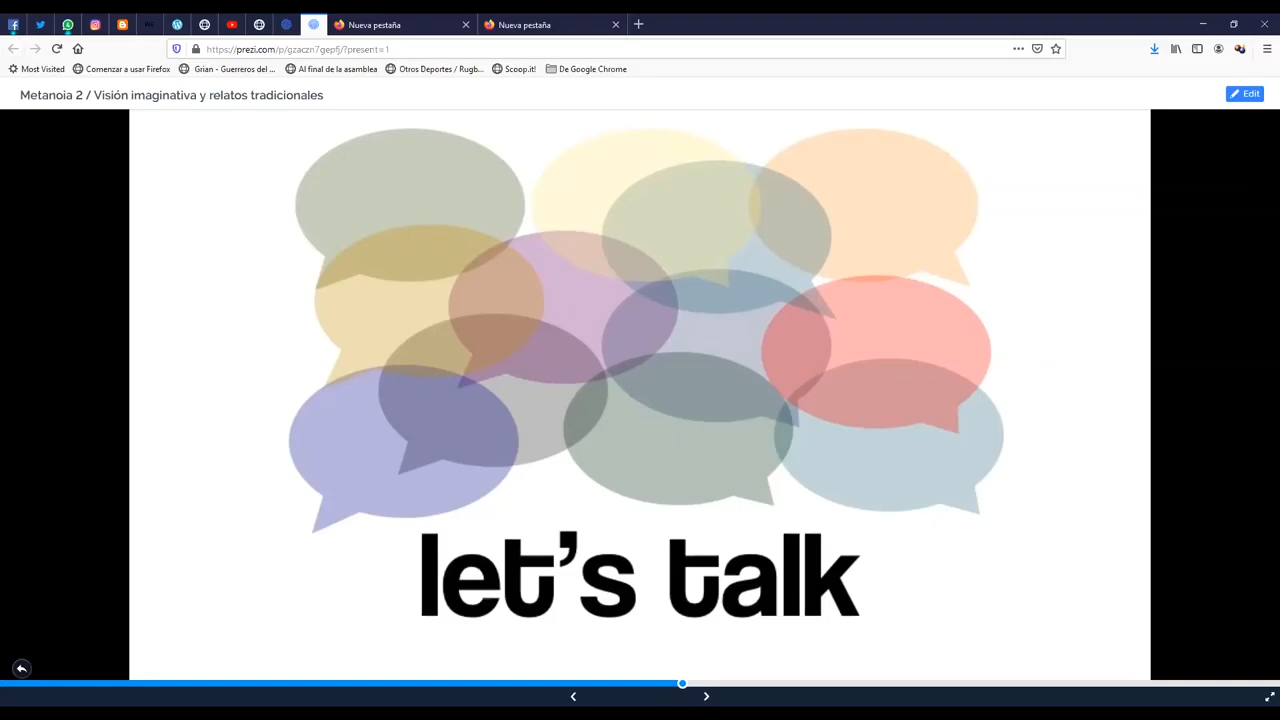 Nueva pestaña
Nueva pestaña
https://prezi.com/p/gzaczn7gepfj/?present=1
Most Visited
Comenzar a usar Firefox
Grian - Guerreros del ...
Al final de la asamblea
Otros Deportes / Rugb...
Scoop.it!
De Google Chrome
Metanoia 2 / Visión imaginativa y relatos tradicionales
Edit
let's talk